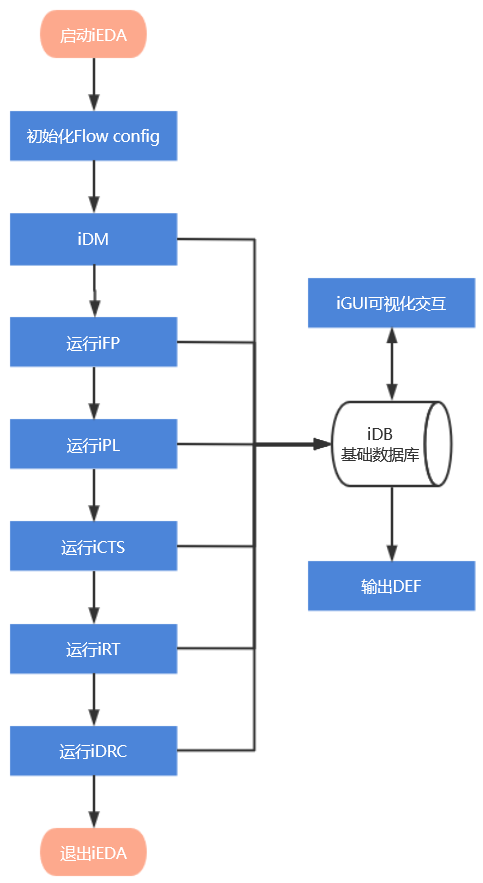 启动iEDA
初始化Flow config
iDM
运行iFP
运行iPL
运行iCTS
运行iRT
运行iDRC
退出iEDA
iGUI可视化交互
iDB
基础数据库
输出DEF